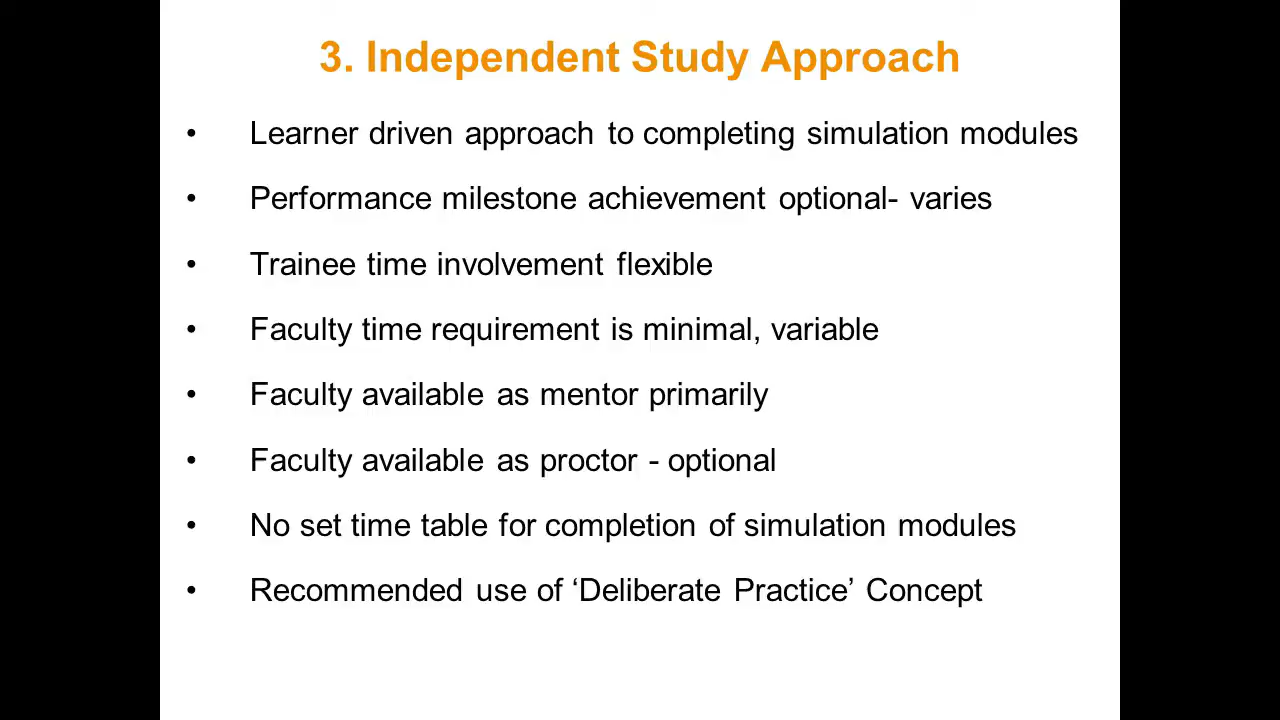 3. Independent Study Approach
• Learner driven approach to completing simulation modules
• Performance milestone achievement optional- varies
• Trainee time involvement flexible
• Faculty time requirement is minimal, variable
• Faculty available as mentor primarily
• Faculty available as proctor - optional
• No set time table for completion of simulation modules
• Recommended use of ‘Deliberate Practice’ Concept